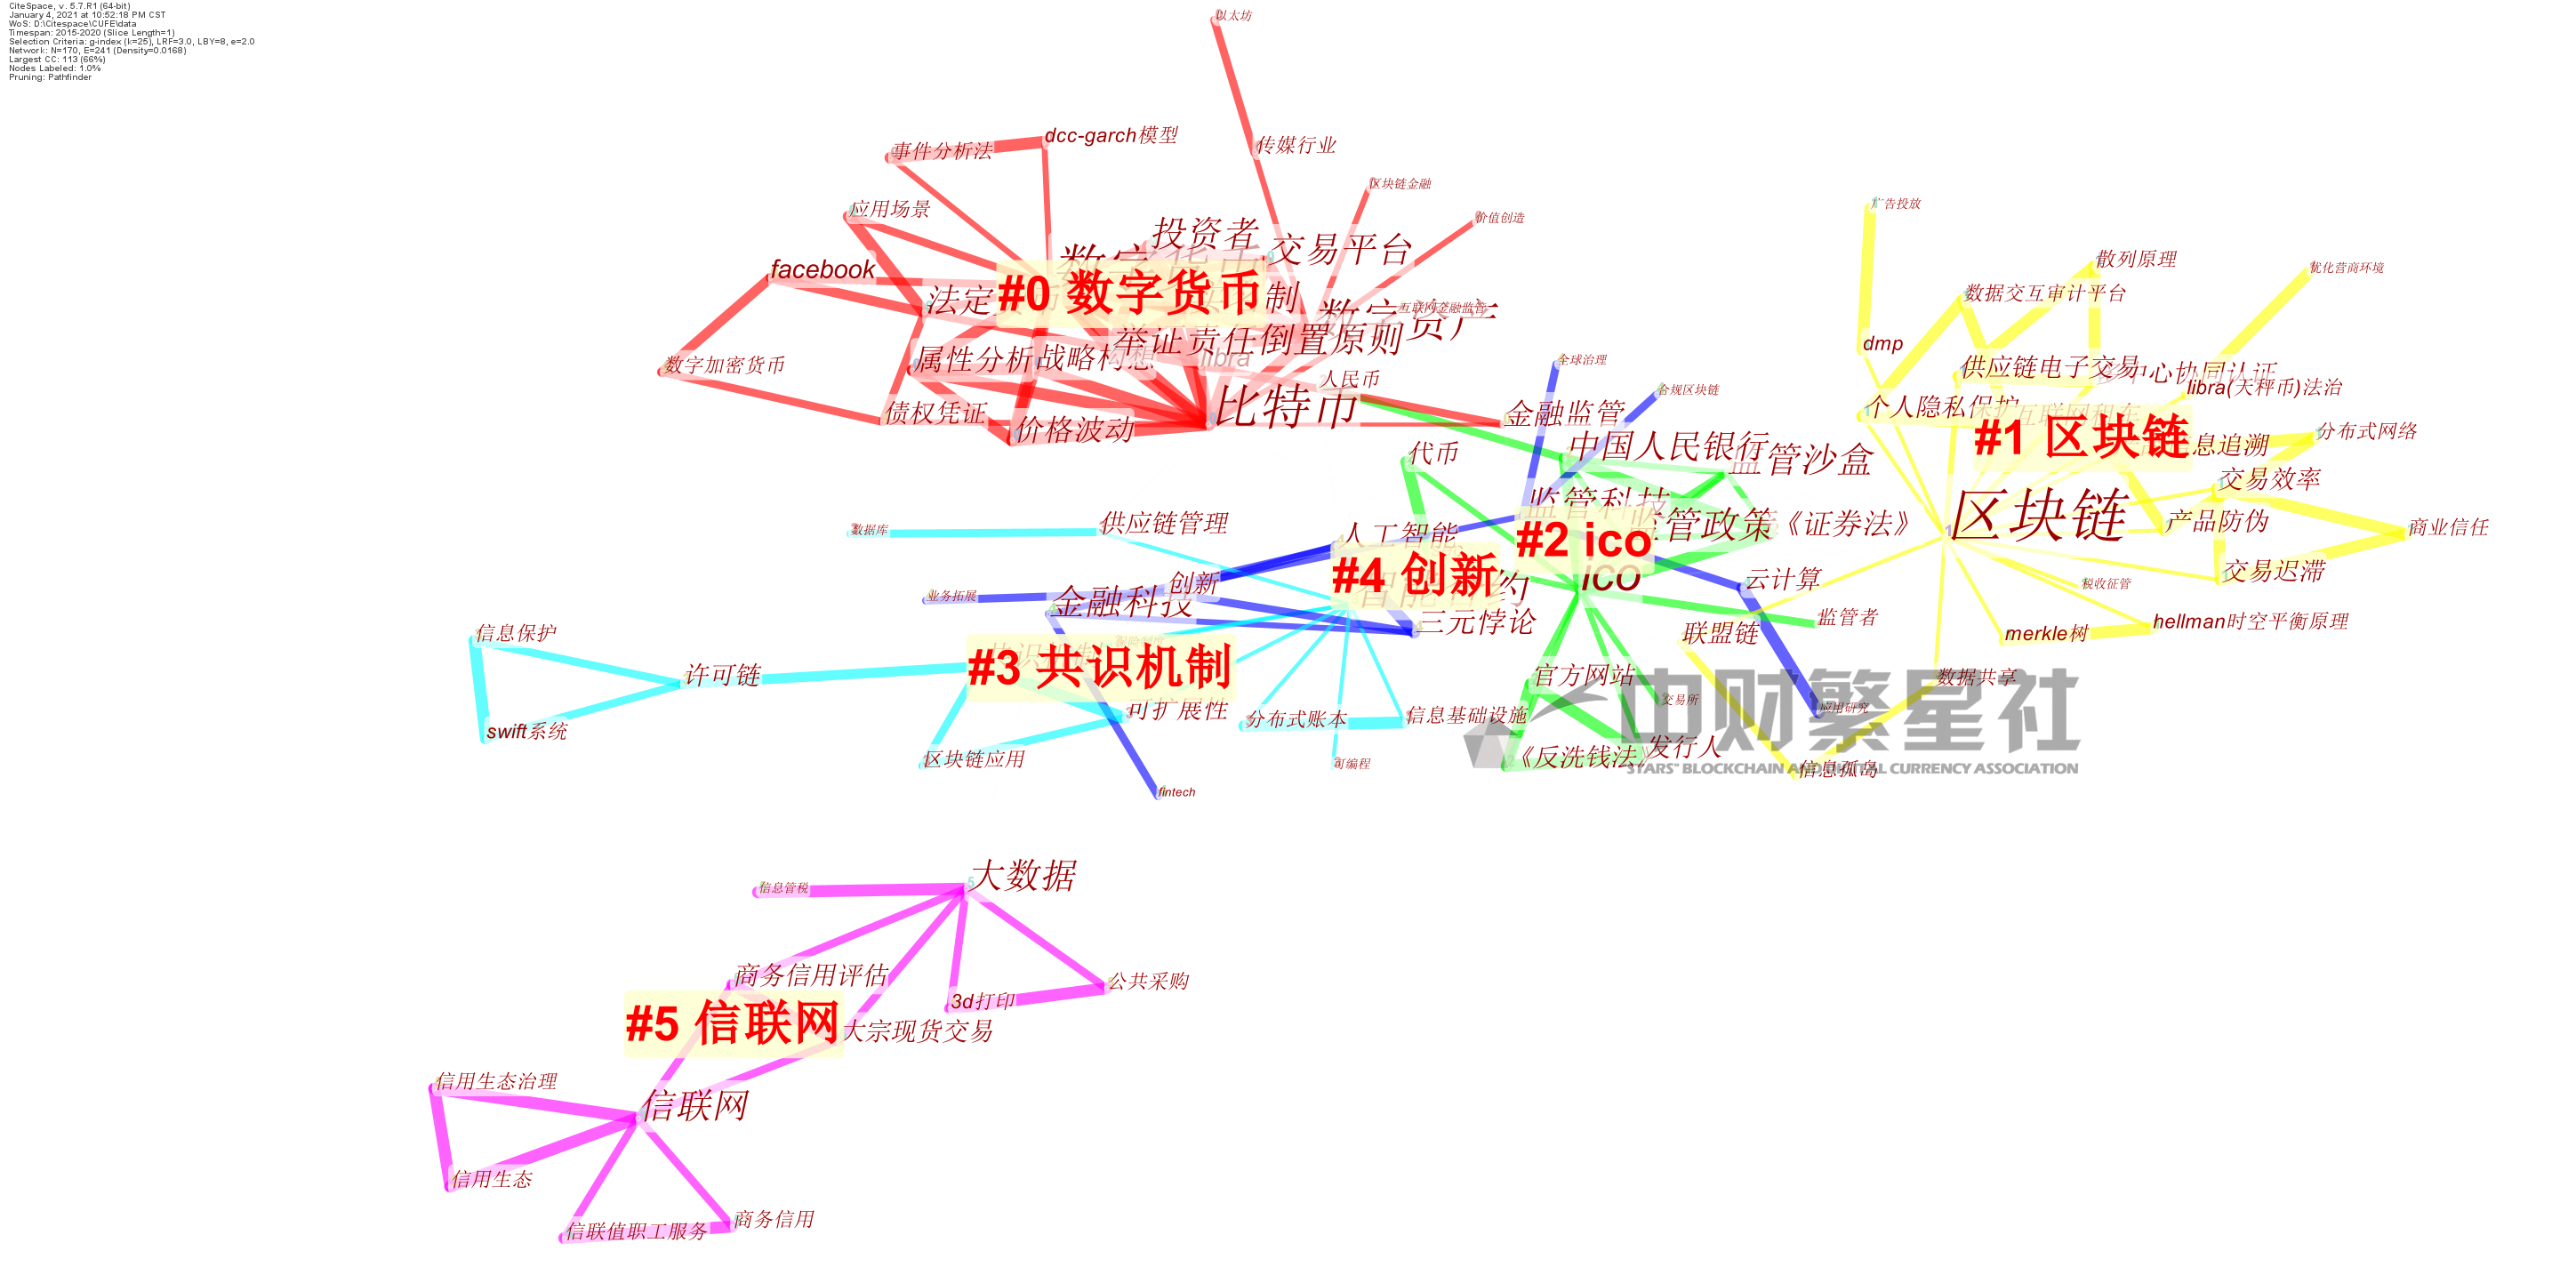 CiteSpace, v. 5.7.R1 (64-bit)
January 4, 2021 at 10:52:18 PM CST
WoS: D:\Citespace\CUFE\data
Timespan: 2015-2020 (Slice Length=1)
Selection Criteria: g-index (k=25), LRF=3.0, LBY=8, e=2.0
Network: N=170, E=241 (Density=0.0168)
Largest CC: 113 (66%)
Nodes Labeled: 1.0%
Pruning: Pathfinder
以太坊
dcc-garch模型
事件分析法
传媒行业
区块链金融
价值创造
应用场景
投资者
交易平台
数字货币
facebook
#0 数字货币
法定
制
数字资产
互联网金融监管
举证责任倒置原则
属性分析
战略构想
libra
数字加密货币
人民币
比特币
债权凭证
价格波动
金融监管
广告投放
散列原理
优化营商环境
数据交互审计平台
dmp
供应链电子交易
中心协同认证
libra(天秤币)法治
个人隐私保护
#1 区块链
息追溯
分布式网络
交易效率
区块链
产品防伪
商业信任
交易迟滞
税收征管
hellman时空平衡原理
merkle树
联盟链
数据共享
信息孤岛
全球治理
合规区块链
代币
中国人民银行
监管沙盒
监管科技
监管政策
《证券法》
#2 ico
ico
人工智能
#4 创新
创新
云计算
金融科技
业务拓展
三元悖论
监管者
官方网站
交易所
应用研究
《反洗钱法》
发行人
数据库
供应链管理
信息保护
许可链
#3 共识机制
swift系统
可扩展性
分布式账本
信息基础设施
区块链应用
可编程
fintech
中财繁星社
"STARS" BLOCKCHAIN AND DIGITAL CURRENCY ASSOCIATION
大数据
信息管税
商务信用评估
3d打印
公共采购
#5 信联网
大宗现货交易
信用生态治理
信联网
信用生态
信联值职工服务
商务信用